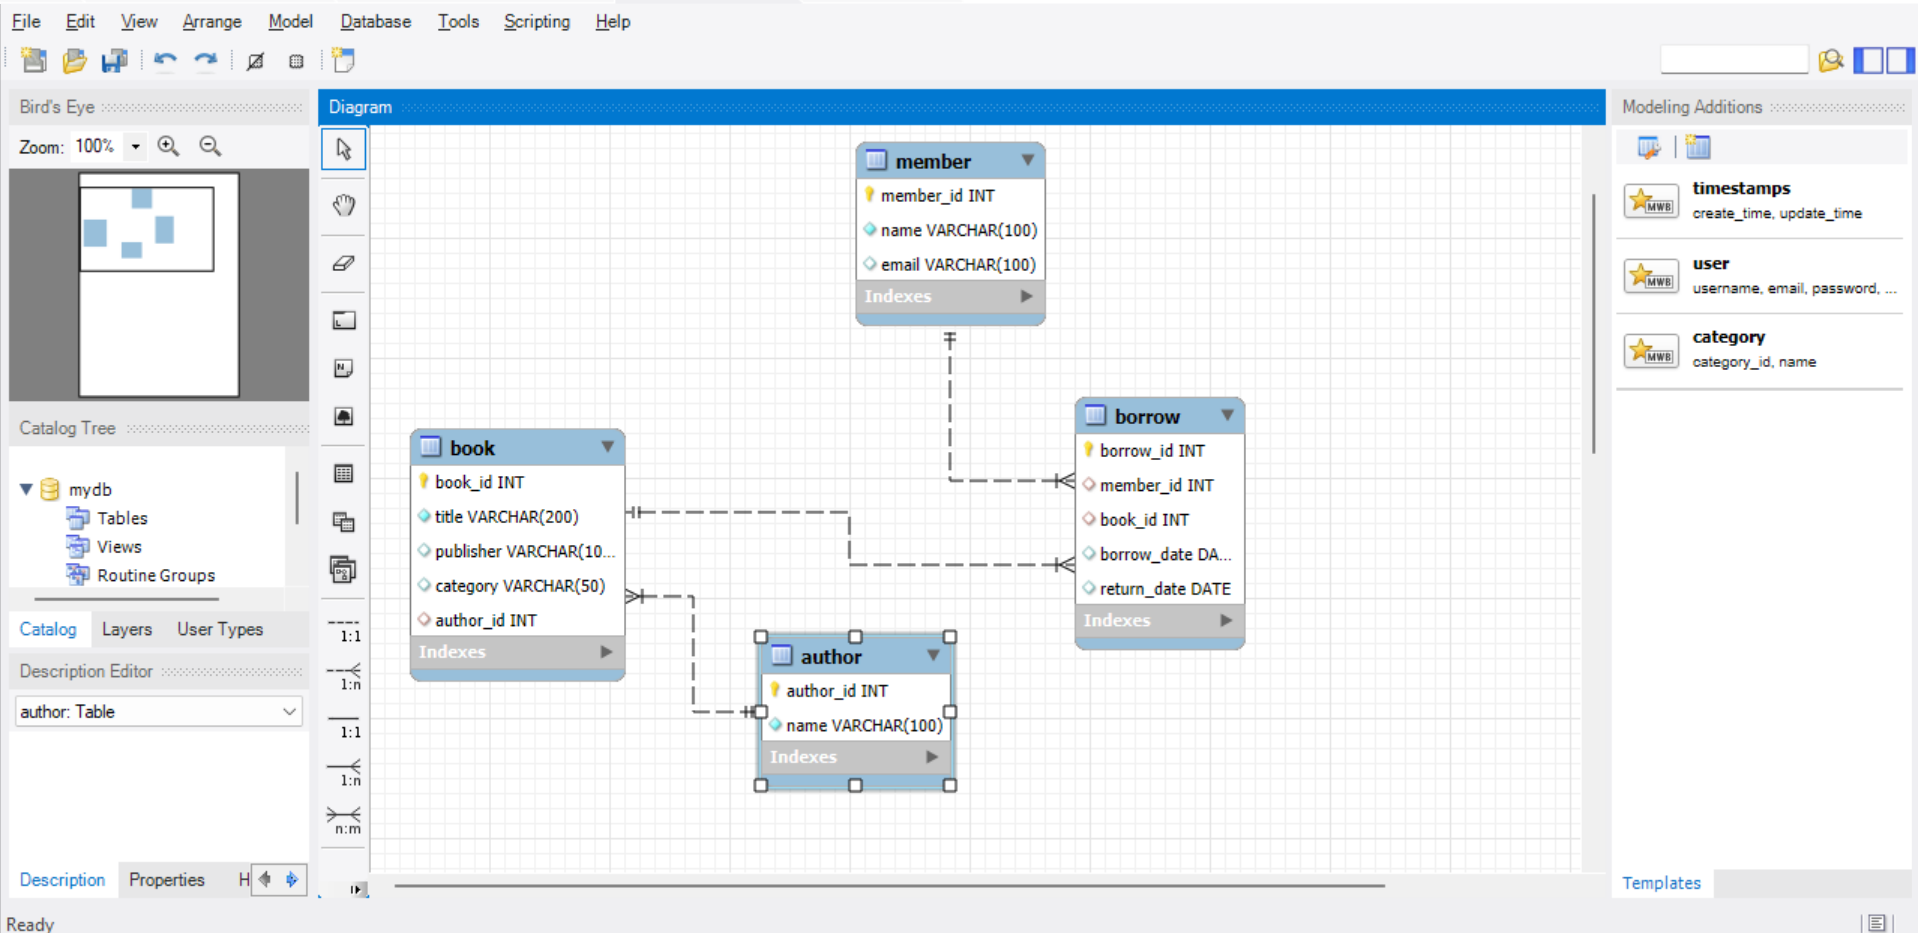 File Edit View Arrange Model Database Tools Scripting Help
Bird's Eye
Zoom: 100%
Catalog Tree
mydb
Tables
Views
Routine Groups
Catalog Layers User Types
Description Editor
author: Table
Description Properties H
Ready
Diagram
1:1
1:n
1:1
1:n
n:m
member
member_id INT
name VARCHAR(100)
email VARCHAR(100)
Indexes
book
book_id INT
title VARCHAR(200)
publisher VARCHAR(10...
category VARCHAR(50)
author_id INT
Indexes
borrow
borrow_id INT
member_id INT
book_id INT
borrow_date DA...
return_date DATE
Indexes
author
author_id INT
name VARCHAR(100)
Indexes
Modeling Additions
MWB
timestamps
create_time, update_time
MWB
user
username, email, password, ...
MWB
category
category_id, name
Templates